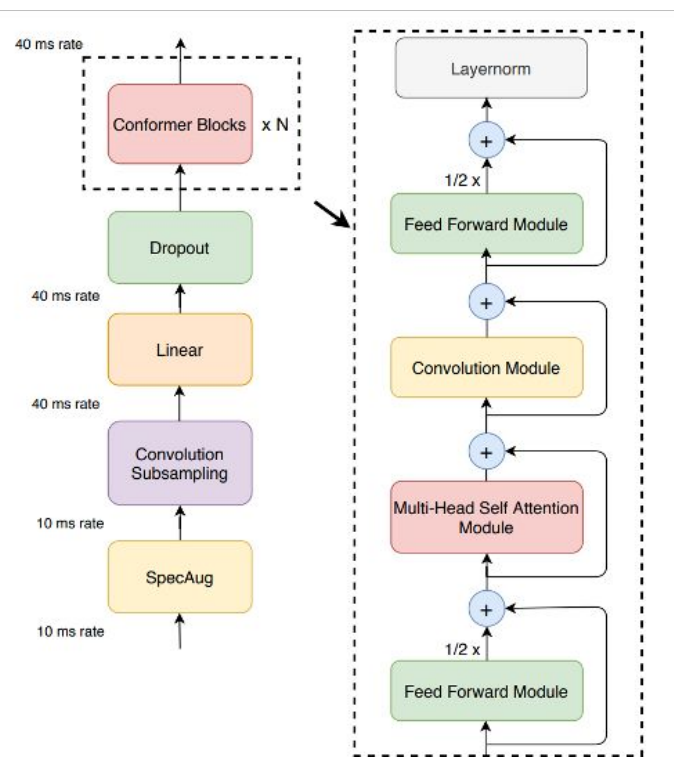 40 ms rate
Conformer Blocks
x N
Dropout
40 ms rate
Linear
40 ms rate
Convolution
Subsampling
10 ms rate
SpecAug
10 ms rate
Layernorm
+
1/2 x
Feed Forward Module
+
Convolution Module
+
Multi-Head Self Attention
Module
+
1/2 x
Feed Forward Module